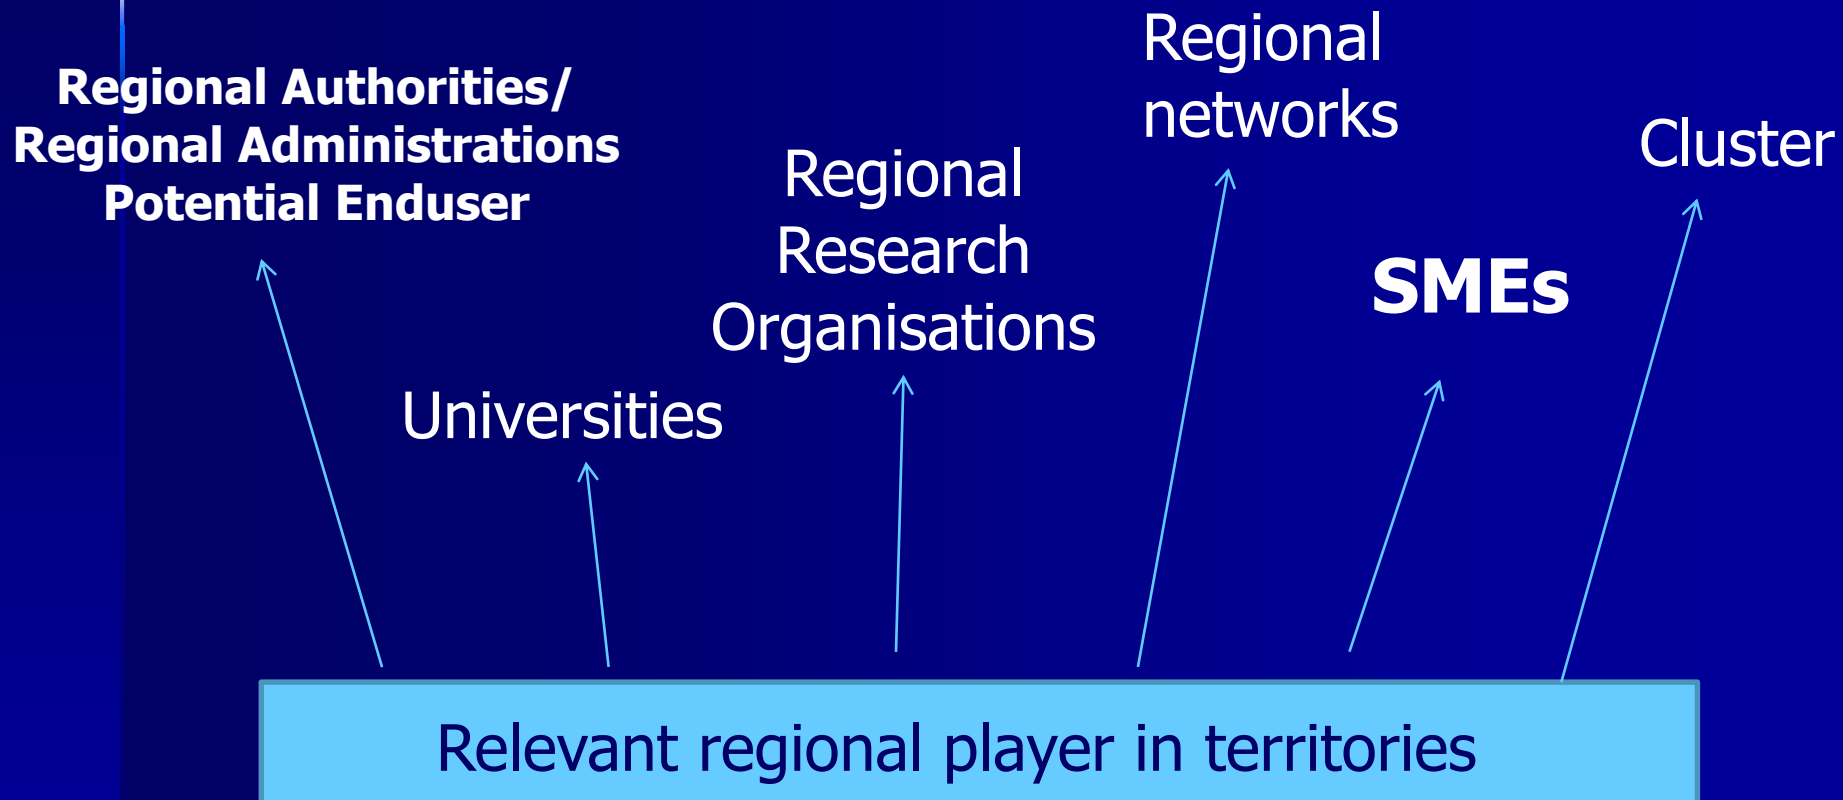 Regional Authorities/
Regional Administrations
Potential Enduser
Universities
Regional
Research
Organisations
Regional
networks
SMEs
Cluster
Relevant regional player in territories